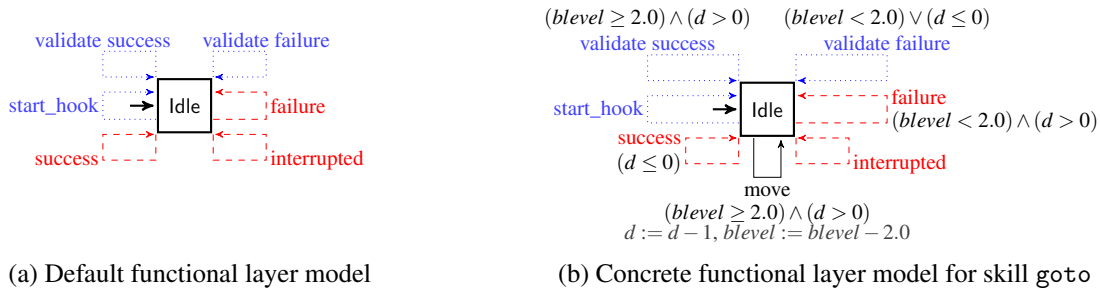 validate success validate failure
start_hook
Idle
failure
success
interrupted
(a) Default functional layer model
(blevel ≥ 2.0) ∧ (d > 0) (blevel < 2.0) ∨ (d ≤ 0)
validate success validate failure
start_hook
Idle
failure
(blevel < 2.0) ∧ (d > 0)
success
(d ≤ 0)
interrupted
move
(blevel ≥ 2.0) ∧ (d > 0)
d := d − 1, blevel := blevel − 2.0
(b) Concrete functional layer model for skill goto